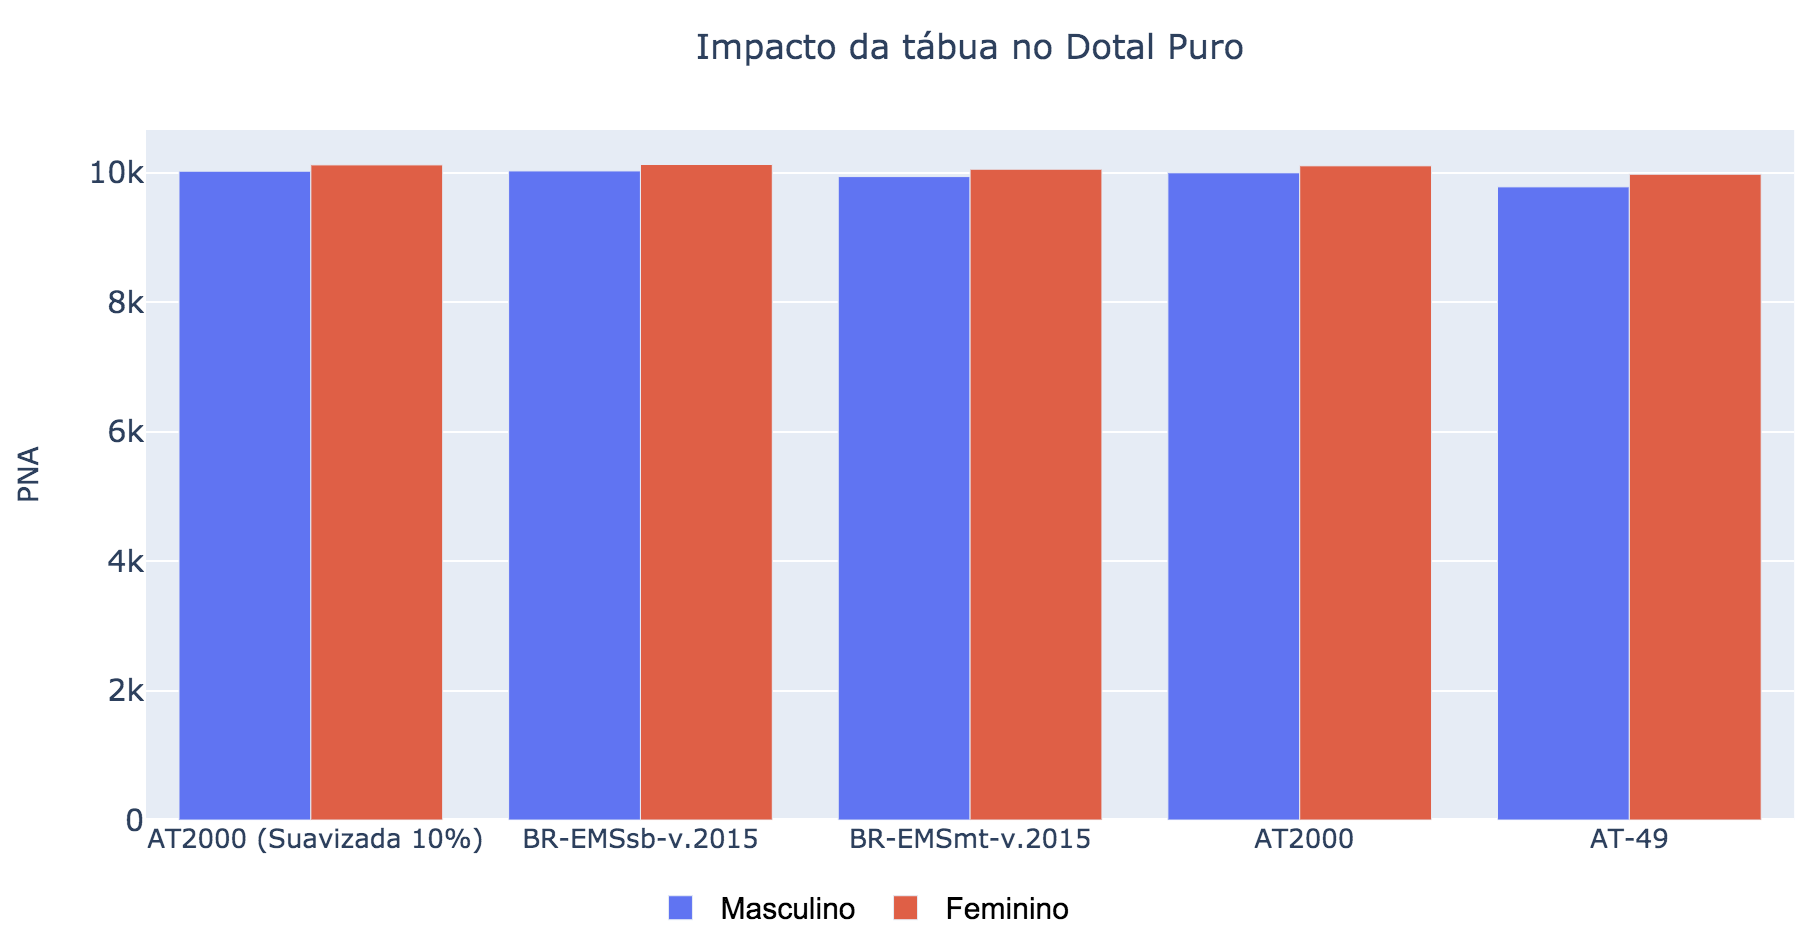 Impacto da tábua no Dotal Puro
PNA
10k
8k
6k
4k
2k
0
AT2000 (Suavizada 10%)
BR-EMSsb-v.2015
BR-EMSmt-v.2015
AT2000
AT-49
Masculino
Feminino